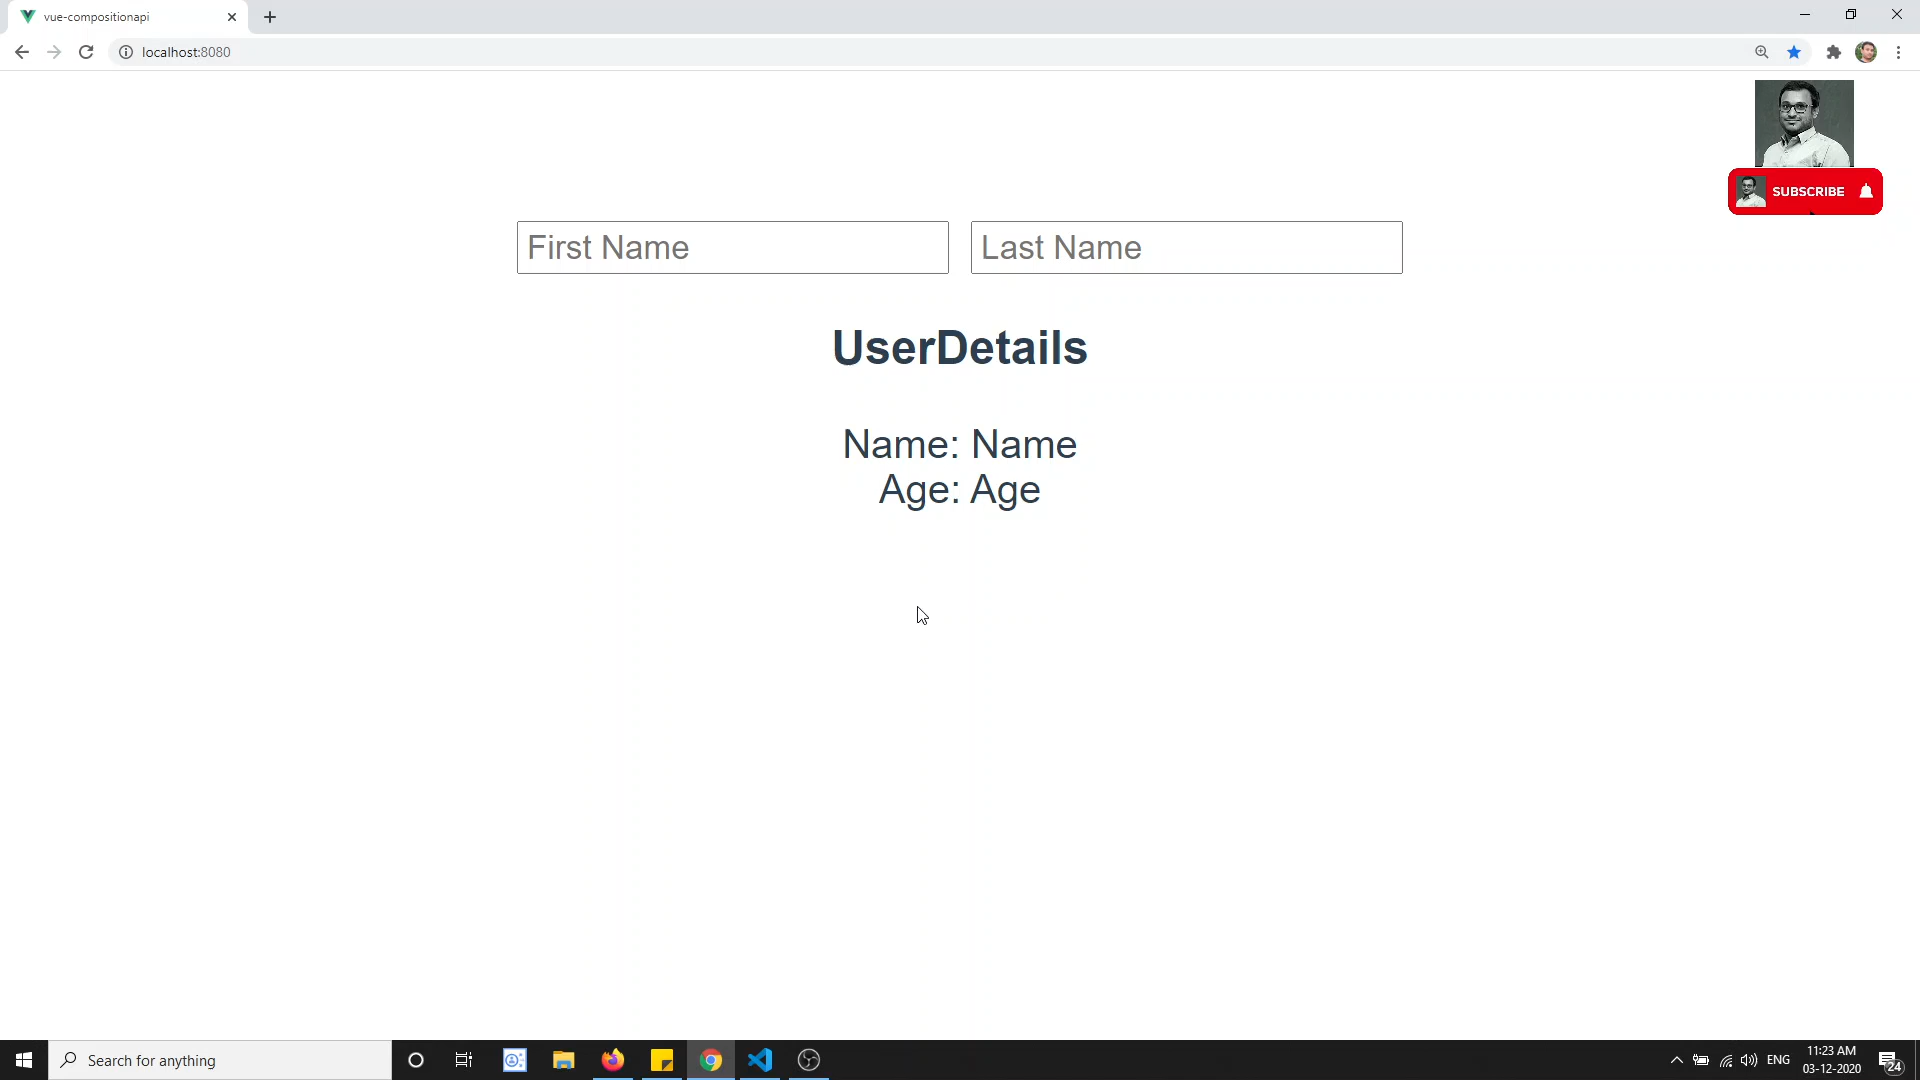 vue-compositionapi
localhost:8080
SUBSCRIBE
First Name
Last Name
UserDetails
Name: Name
Age: Age
Search for anything
ENG
11:23 AM
03-12-2020
24